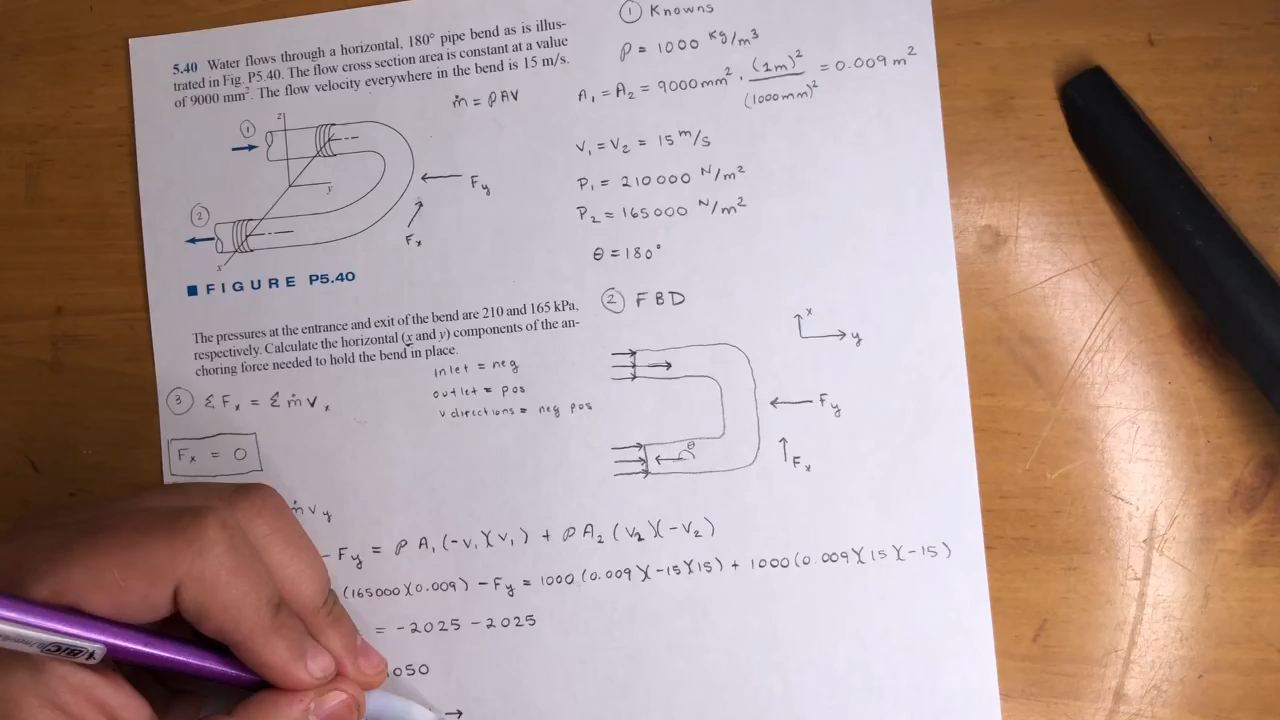 5.40 Water flows through a horizontal, 180° pipe bend as is illus-
trated in Fig. P5.40. The flow cross section area is constant at a value
of 9000 mm². The flow velocity everywhere in the bend is 15 m/s.
ṁ = ρAV
z
1
y
Fy
2
Fx
x
■ FIGURE P5.40
The pressures at the entrance and exit of the bend are 210 and 165 kPa,
respectively. Calculate the horizontal (x and y) components of the an-
choring force needed to hold the bend in place.
inlet = neg
outlet = pos
v directions = neg pos
① Knowns
ρ = 1000 kg/m³
A₁ = A₂ = 9000mm² · (1m)²/(1000mm)² = 0.009 m²
V₁ = V₂ = 15 m/s
P₁ = 210000 N/m²
P₂ = 165000 N/m²
θ = 180°
② FBD
x
y
Fy
θ
Fx
③ ΣFx = Σṁvx
Fx = 0
ṁvy
-Fy = ρA₁(-v₁)(v₁) + ρA₂(v₂)(-v₂)
(165000)(0.009) - Fy = 1000(0.009)(-15)(15) + 1000(0.009)(15)(-15)
= -2025 - 2025
050
→
BIC